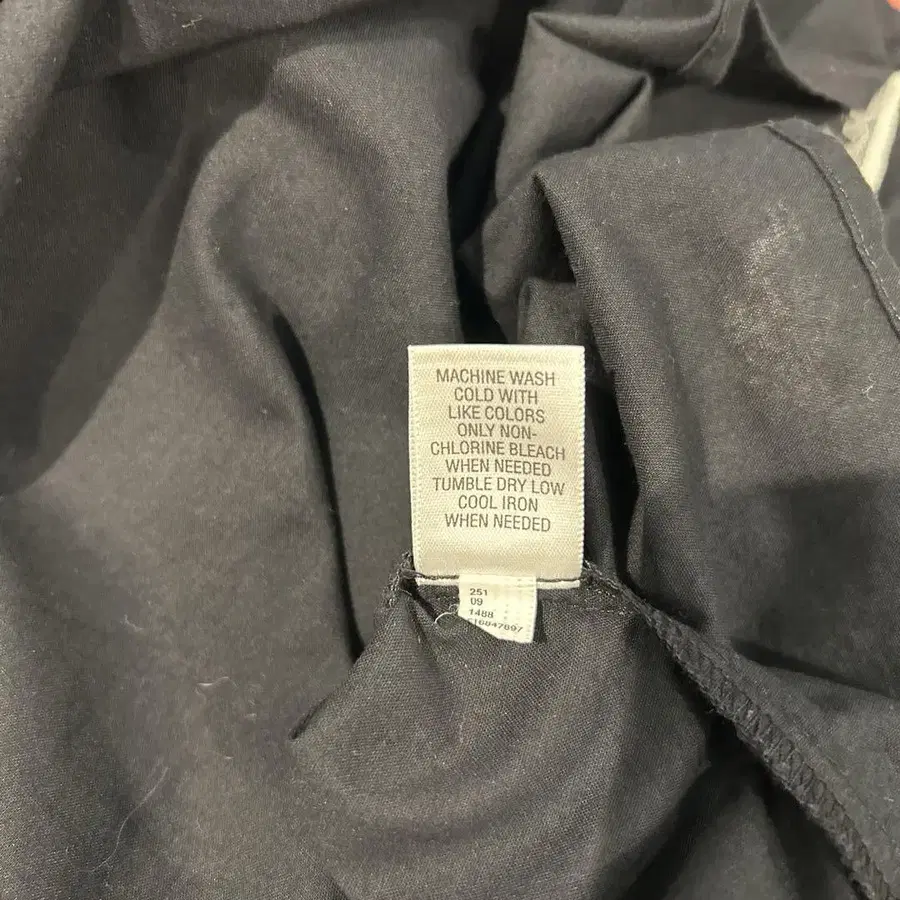 MACHINE WASH
COLD WITH
LIKE COLORS
ONLY NON-
CHLORINE BLEACH
WHEN NEEDED
TUMBLE DRY LOW
COOL IRON
WHEN NEEDED
251
09
1488